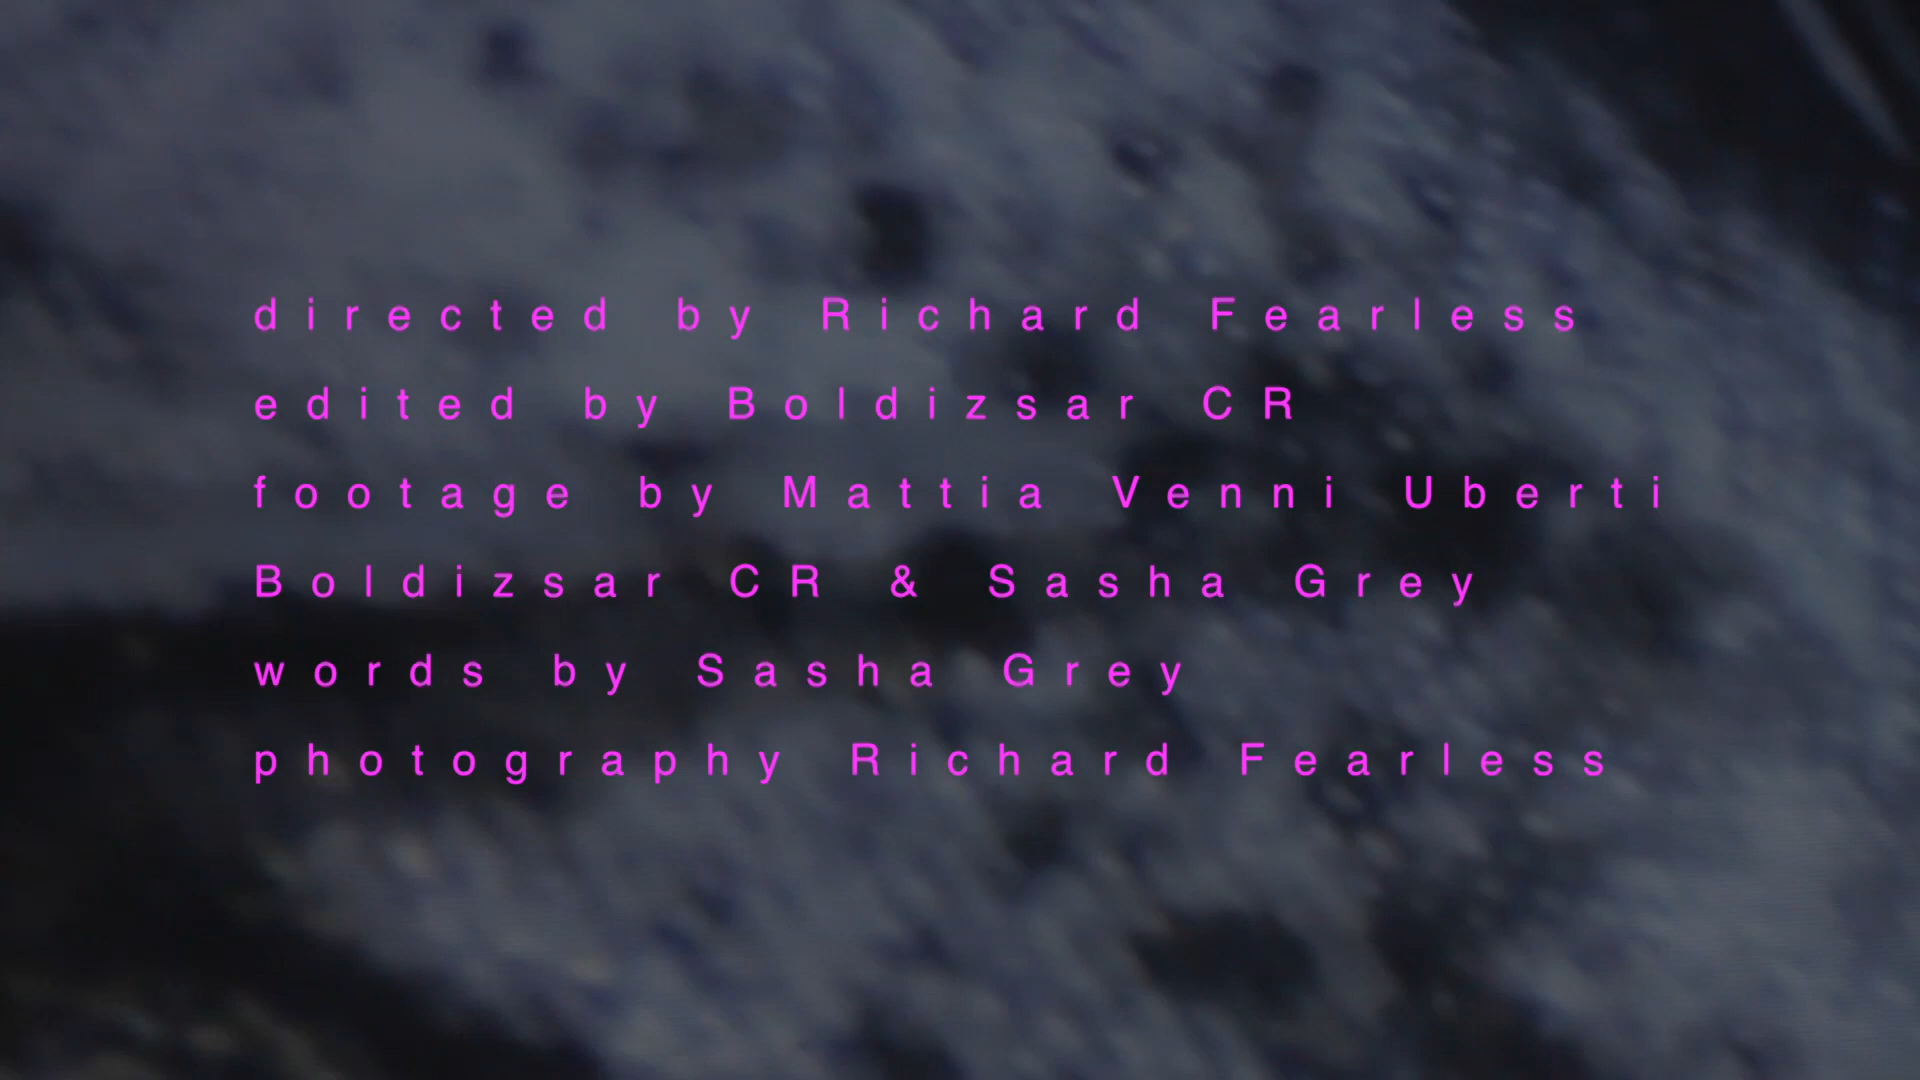 directed by Richard Fearless
edited by Boldizsar CR
footage by Mattia Venni Uberti
Boldizsar CR & Sasha Grey
words by Sasha Grey
photography Richard Fearless